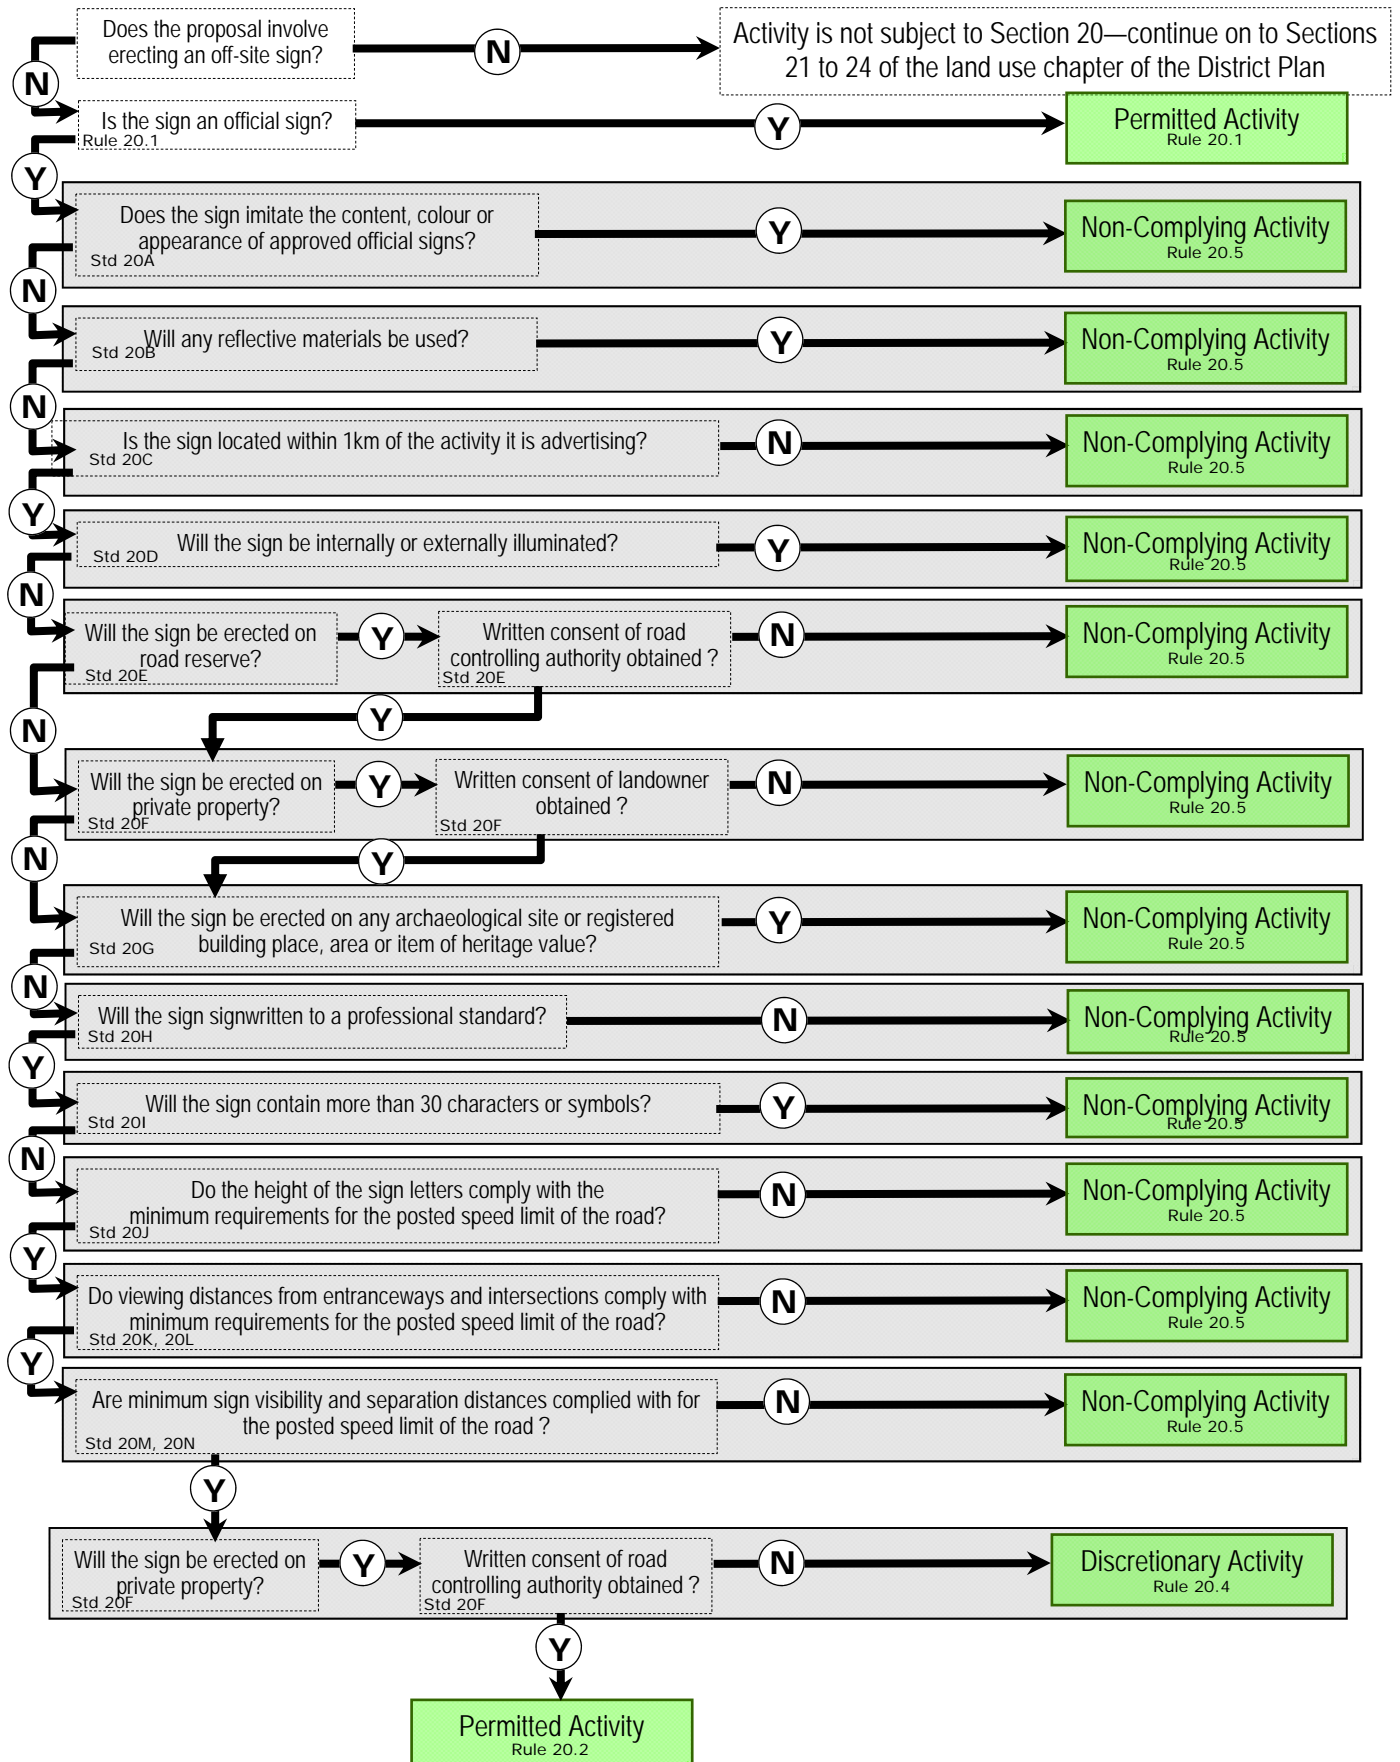 Does the proposal involve
erecting an off-site sign?
N
Activity is not subject to Section 20—continue on to Sections
21 to 24 of the land use chapter of the District Plan
N
Is the sign an official sign?
Rule 20.1
Y
Permitted Activity
Rule 20.1
Y
Does the sign imitate the content, colour or
appearance of approved official signs?
Std 20A
Y
Non-Complying Activity
Rule 20.5
N
Will any reflective materials be used?
Std 20B
Y
Non-Complying Activity
Rule 20.5
N
Is the sign located within 1km of the activity it is advertising?
Std 20C
N
Non-Complying Activity
Rule 20.5
Y
Will the sign be internally or externally illuminated?
Std 20D
Y
Non-Complying Activity
Rule 20.5
N
Will the sign be erected on
road reserve?
Std 20E
Y
Written consent of road
controlling authority obtained ?
Std 20E
N
Non-Complying Activity
Rule 20.5
Y
N
Will the sign be erected on
private property?
Std 20F
Y
Written consent of landowner
obtained ?
Std 20F
N
Non-Complying Activity
Rule 20.5
Y
N
Will the sign be erected on any archaeological site or registered
building place, area or item of heritage value?
Std 20G
Y
Non-Complying Activity
Rule 20.5
N
Will the sign signwritten to a professional standard?
Std 20H
N
Non-Complying Activity
Rule 20.5
Y
Will the sign contain more than 30 characters or symbols?
Std 20I
Y
Non-Complying Activity
Rule 20.5
N
Do the height of the sign letters comply with the
minimum requirements for the posted speed limit of the road?
Std 20J
N
Non-Complying Activity
Rule 20.5
Y
Do viewing distances from entranceways and intersections comply with
minimum requirements for the posted speed limit of the road?
Std 20K, 20L
N
Non-Complying Activity
Rule 20.5
Y
Are minimum sign visibility and separation distances complied with for
the posted speed limit of the road ?
Std 20M, 20N
N
Non-Complying Activity
Rule 20.5
Y
Will the sign be erected on
private property?
Std 20F
Y
Written consent of road
controlling authority obtained ?
Std 20F
N
Discretionary Activity
Rule 20.4
Y
Permitted Activity
Rule 20.2